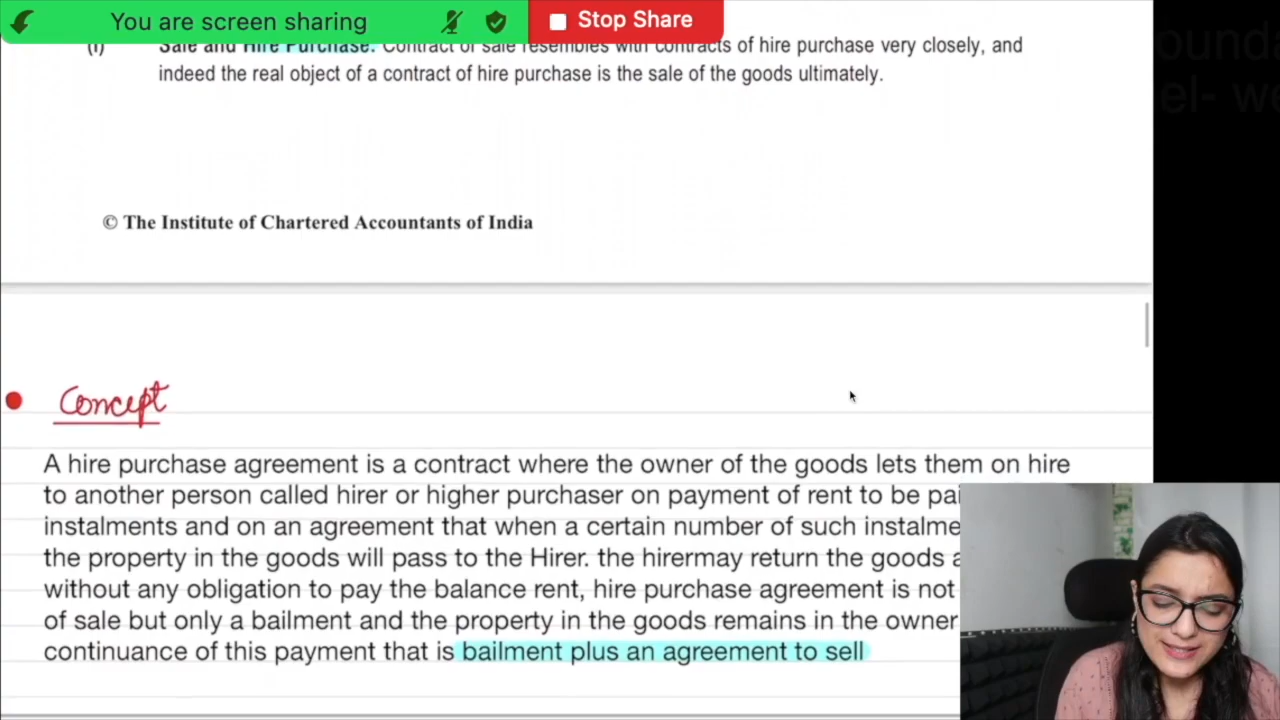 You are screen sharing
Stop Share
(i) Sale and Hire Purchase: Contract of sale resembles with contracts of hire purchase very closely, and
indeed the real object of a contract of hire purchase is the sale of the goods ultimately.
© The Institute of Chartered Accountants of India
Concept
A hire purchase agreement is a contract where the owner of the goods lets them on hire
to another person called hirer or higher purchaser on payment of rent to be
instalments and on an agreement that when a certain number of such
the property in the goods will pass to the Hirer. the hirermay return the goods
without any obligation to pay the balance rent, hire purchase agreement is not
of sale but only a bailment and the property in the goods remains in the owner
continuance of this payment that is bailment plus an agreement to sell